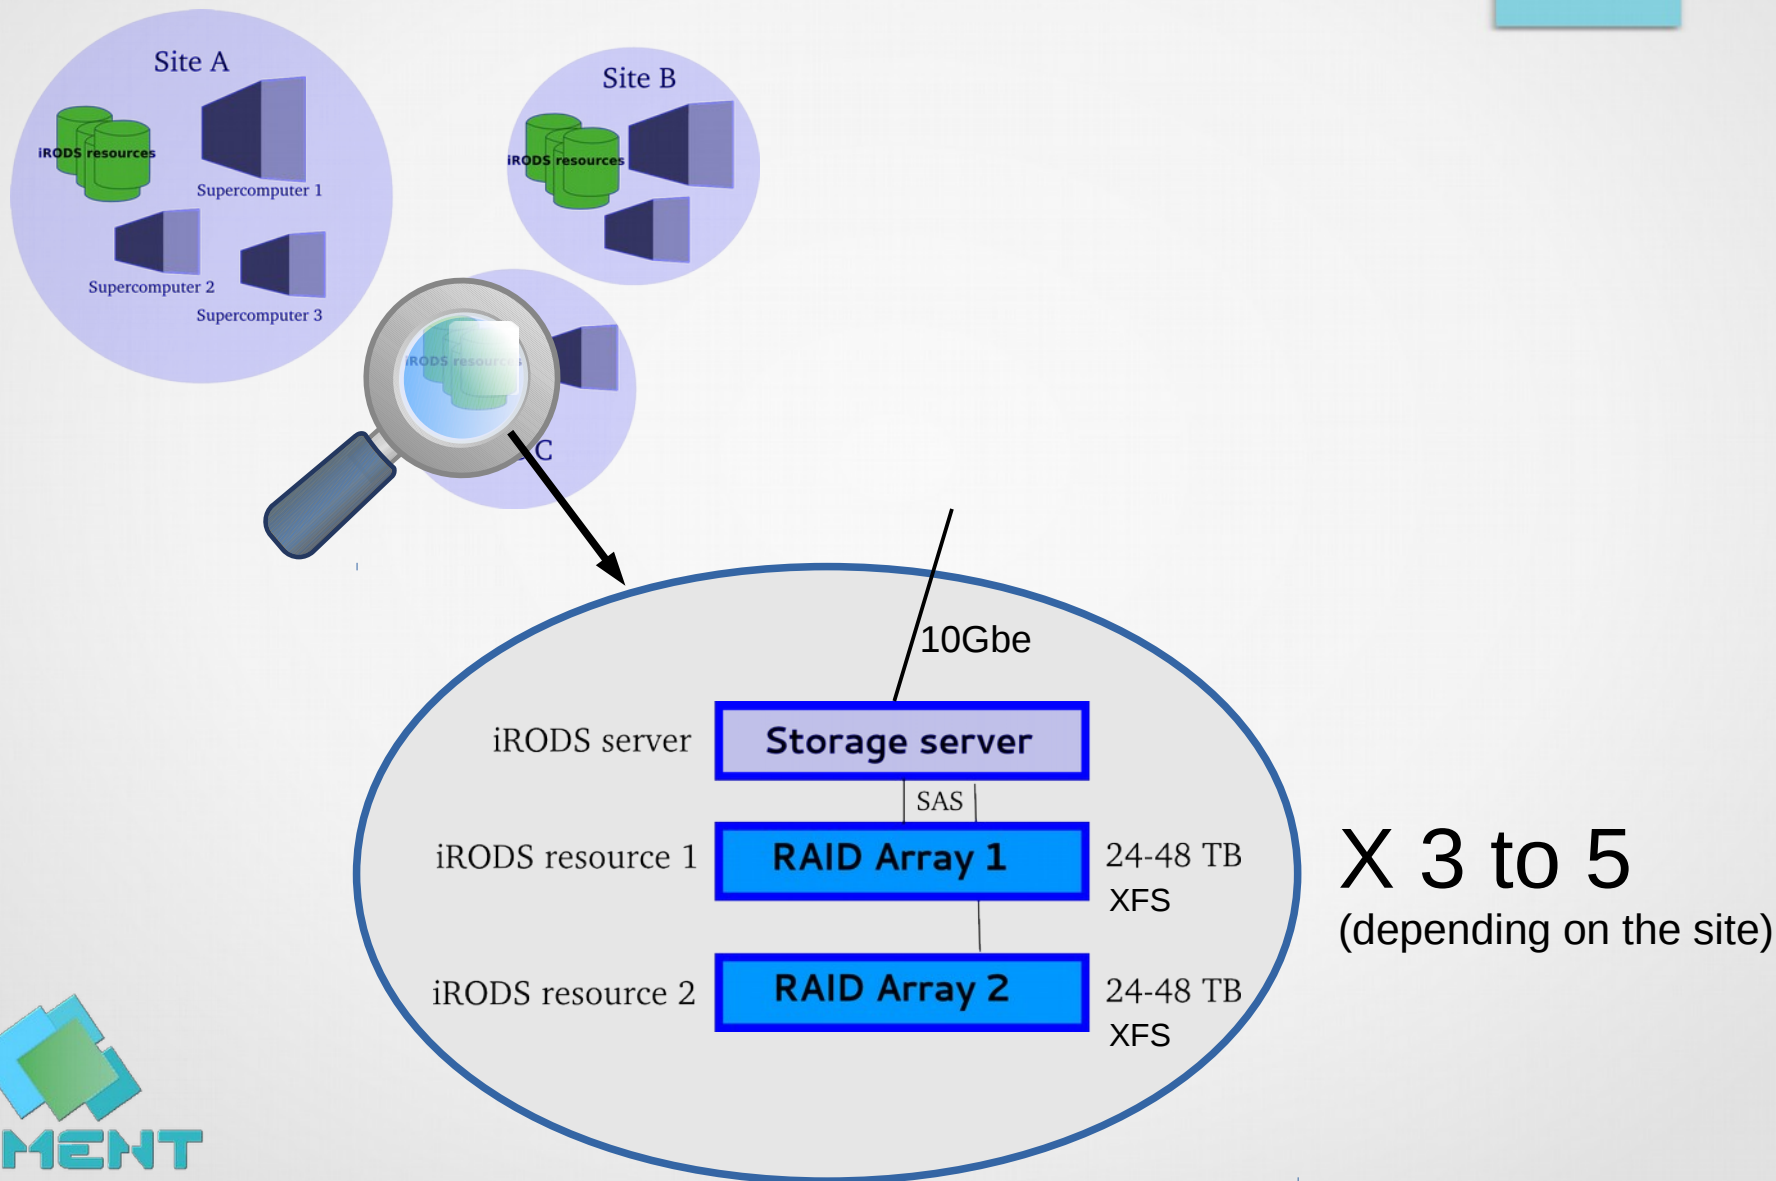 Site A
iRODS resources
Supercomputer 1
Supercomputer 2
Supercomputer 3
Site B
iRODS resources
iRODS resources
C
10Gbe
iRODS server
Storage server
SAS
iRODS resource 1
RAID Array 1
24-48 TB
XFS
iRODS resource 2
RAID Array 2
24-48 TB
XFS
X 3 to 5
(depending on the site)
MENT